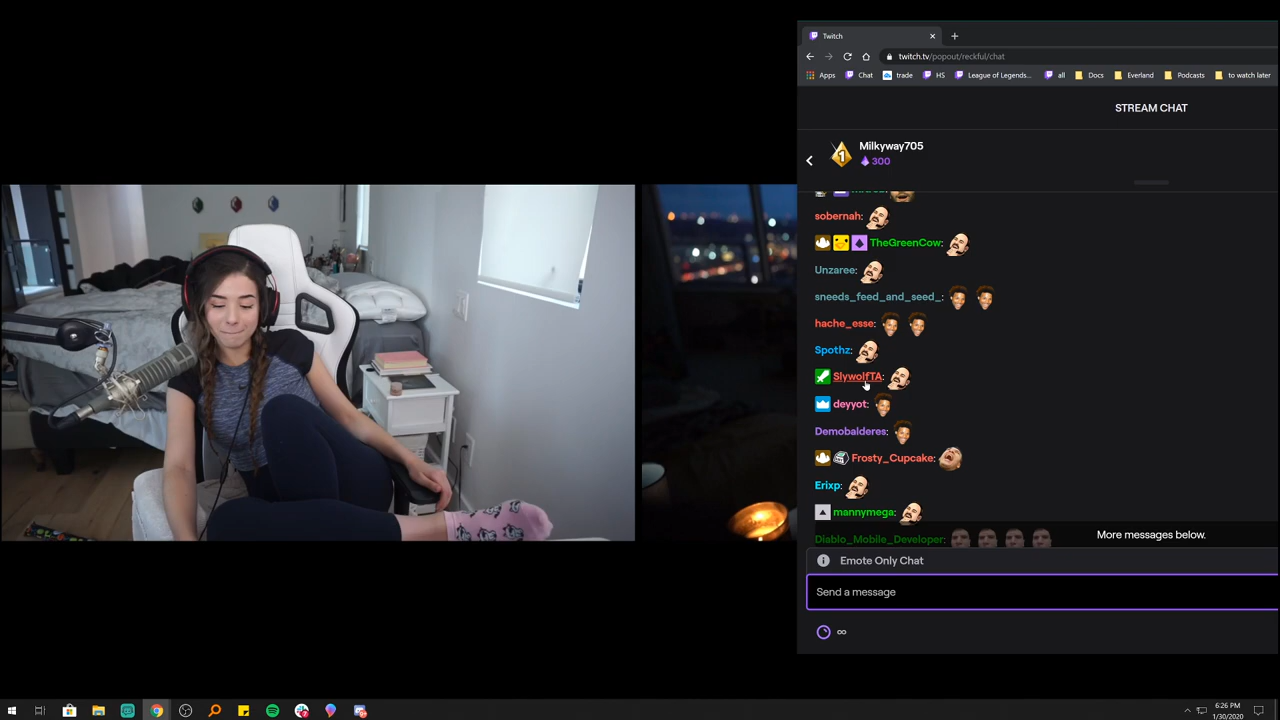 Twitch
twitch.tv/popout/reckful/chat
Apps Chat trade HS League of Legends... all Docs Everland Podcasts to watch later
STREAM CHAT
1 Milkyway705
300
sobernah:
TheGreenCow:
Unzaree:
sneeds_feed_and_seed_:
hache_esse:
Spothz:
SlywolfTA:
deyyot:
Demobalderes:
Frosty_Cupcake:
Erixp:
mannymega:
Diablo_Mobile_Developer:
More messages below.
Emote Only Chat
Send a message
∞
6:26 PM
1/30/2020